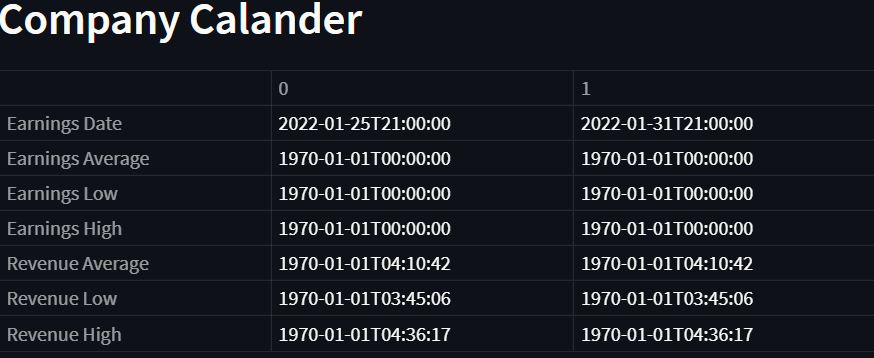 Company Calander
0 1
Earnings Date 2022-01-25T21:00:00 2022-01-31T21:00:00
Earnings Average 1970-01-01T00:00:00 1970-01-01T00:00:00
Earnings Low 1970-01-01T00:00:00 1970-01-01T00:00:00
Earnings High 1970-01-01T00:00:00 1970-01-01T00:00:00
Revenue Average 1970-01-01T04:10:42 1970-01-01T04:10:42
Revenue Low 1970-01-01T03:45:06 1970-01-01T03:45:06
Revenue High 1970-01-01T04:36:17 1970-01-01T04:36:17